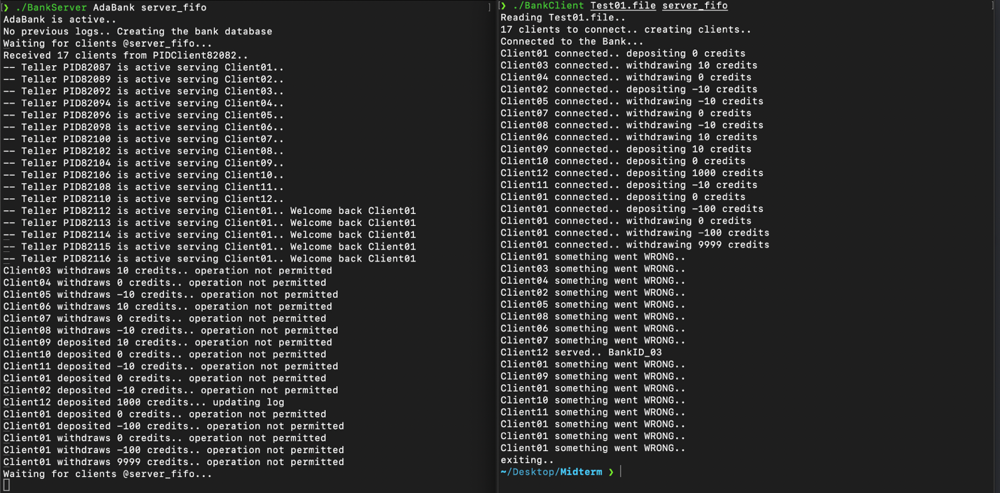 [❯ ./BankServer AdaBank server_fifo ]
AdaBank is active..
No previous logs.. Creating the bank database
Waiting for clients @server_fifo...
Received 17 clients from PIDClient82082..
-- Teller PID82087 is active serving Client01..
-- Teller PID82089 is active serving Client02..
-- Teller PID82092 is active serving Client03..
-- Teller PID82094 is active serving Client04..
-- Teller PID82096 is active serving Client05..
-- Teller PID82098 is active serving Client06..
-- Teller PID82100 is active serving Client07..
-- Teller PID82102 is active serving Client08..
-- Teller PID82104 is active serving Client09..
-- Teller PID82106 is active serving Client10..
-- Teller PID82108 is active serving Client11..
-- Teller PID82110 is active serving Client12..
-- Teller PID82112 is active serving Client01.. Welcome back Client01
-- Teller PID82113 is active serving Client01.. Welcome back Client01
-- Teller PID82114 is active serving Client01.. Welcome back Client01
-- Teller PID82115 is active serving Client01.. Welcome back Client01
-- Teller PID82116 is active serving Client01.. Welcome back Client01
Client03 withdraws 10 credits.. operation not permitted
Client04 withdraws 0 credits.. operation not permitted
Client05 withdraws -10 credits.. operation not permitted
Client06 withdraws 10 credits.. operation not permitted
Client07 withdraws 0 credits.. operation not permitted
Client08 withdraws -10 credits.. operation not permitted
Client09 deposited 10 credits.. operation not permitted
Client10 deposited 0 credits.. operation not permitted
Client11 deposited -10 credits.. operation not permitted
Client01 deposited 0 credits.. operation not permitted
Client02 deposited -10 credits.. operation not permitted
Client12 deposited 1000 credits... updating log
Client01 deposited 0 credits.. operation not permitted
Client01 deposited -100 credits.. operation not permitted
Client01 withdraws 0 credits.. operation not permitted
Client01 withdraws -100 credits.. operation not permitted
Client01 withdraws 9999 credits.. operation not permitted
Waiting for clients @server_fifo...
[❯ ./BankClient Test01.file server_fifo ]
Reading Test01.file..
17 clients to connect.. creating clients..
Connected to the Bank...
Client01 connected.. depositing 0 credits
Client03 connected.. withdrawing 10 credits
Client04 connected.. withdrawing 0 credits
Client02 connected.. depositing -10 credits
Client05 connected.. withdrawing -10 credits
Client07 connected.. withdrawing 0 credits
Client08 connected.. withdrawing -10 credits
Client06 connected.. withdrawing 10 credits
Client09 connected.. depositing 10 credits
Client10 connected.. depositing 0 credits
Client12 connected.. depositing 1000 credits
Client11 connected.. depositing -10 credits
Client01 connected.. depositing 0 credits
Client01 connected.. depositing -100 credits
Client01 connected.. withdrawing 0 credits
Client01 connected.. withdrawing -100 credits
Client01 connected.. withdrawing 9999 credits
Client01 something went WRONG..
Client03 something went WRONG..
Client04 something went WRONG..
Client02 something went WRONG..
Client05 something went WRONG..
Client08 something went WRONG..
Client06 something went WRONG..
Client07 something went WRONG..
Client12 served.. BankID_03
Client01 something went WRONG..
Client09 something went WRONG..
Client01 something went WRONG..
Client10 something went WRONG..
Client11 something went WRONG..
Client01 something went WRONG..
Client01 something went WRONG..
Client01 something went WRONG..
exiting..
~/Desktop/Midterm ❯